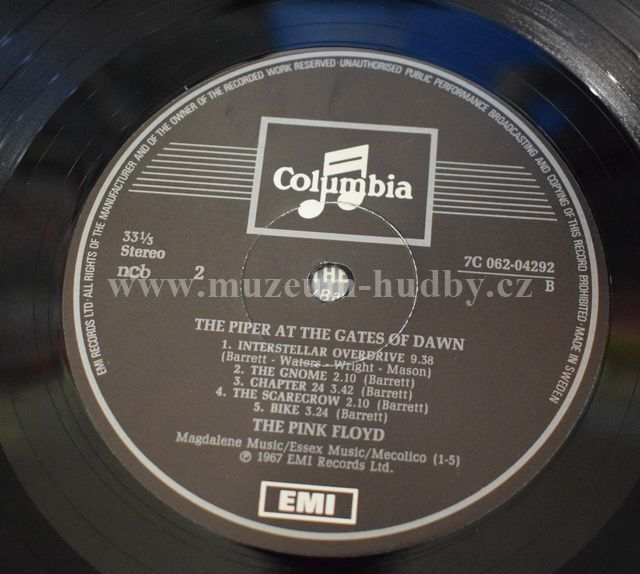 EMI RECORDS LTD · ALL RIGHTS OF THE MANUFACTURER AND OF THE OWNER OF THE RECORDED WORK RESERVED · UNAUTHORISED PUBLIC PERFORMANCE BROADCASTING AND COPYING OF THIS RECORD PROHIBITED · MADE IN SWEDEN
Columbia
33 1/3
Stereo
ncb 2
7C 062-04292
B
THE
www.muzeum-hudby.cz
THE PIPER AT THE GATES OF DAWN
1. INTERSTELLAR OVERDRIVE 9.38
(Barrett - Waters - Wright - Mason)
2. THE GNOME 2.10 (Barrett)
3. CHAPTER 24 3.42 (Barrett)
4. THE SCARECROW 2.10 (Barrett)
5. BIKE 3.24 (Barrett)
THE PINK FLOYD
Magdalene Music/Essex Music/Mecolico (1-5)
℗ 1967 EMI Records Ltd.
EMI